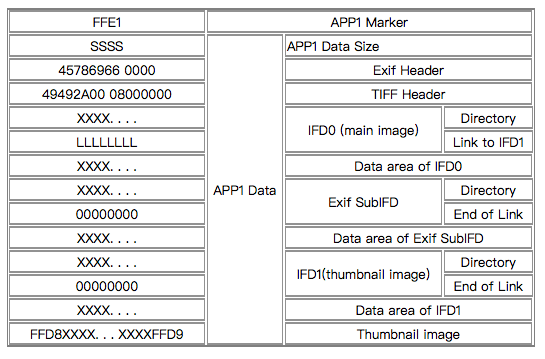 FFE1 APP1 Marker
SSSS APP1 Data Size
45786966 0000 Exif Header
49492A00 08000000 TIFF Header
XXXX. . . . IFD0 (main image) Directory
LLLLLLLL Link to IFD1
XXXX. . . . Data area of IFD0
APP1 Data
XXXX. . . . Exif SubIFD Directory
00000000 End of Link
XXXX. . . . Data area of Exif SubIFD
XXXX. . . . IFD1(thumbnail image) Directory
00000000 End of Link
XXXX. . . . Data area of IFD1
FFD8XXXX. . . XXXXFFD9 Thumbnail image